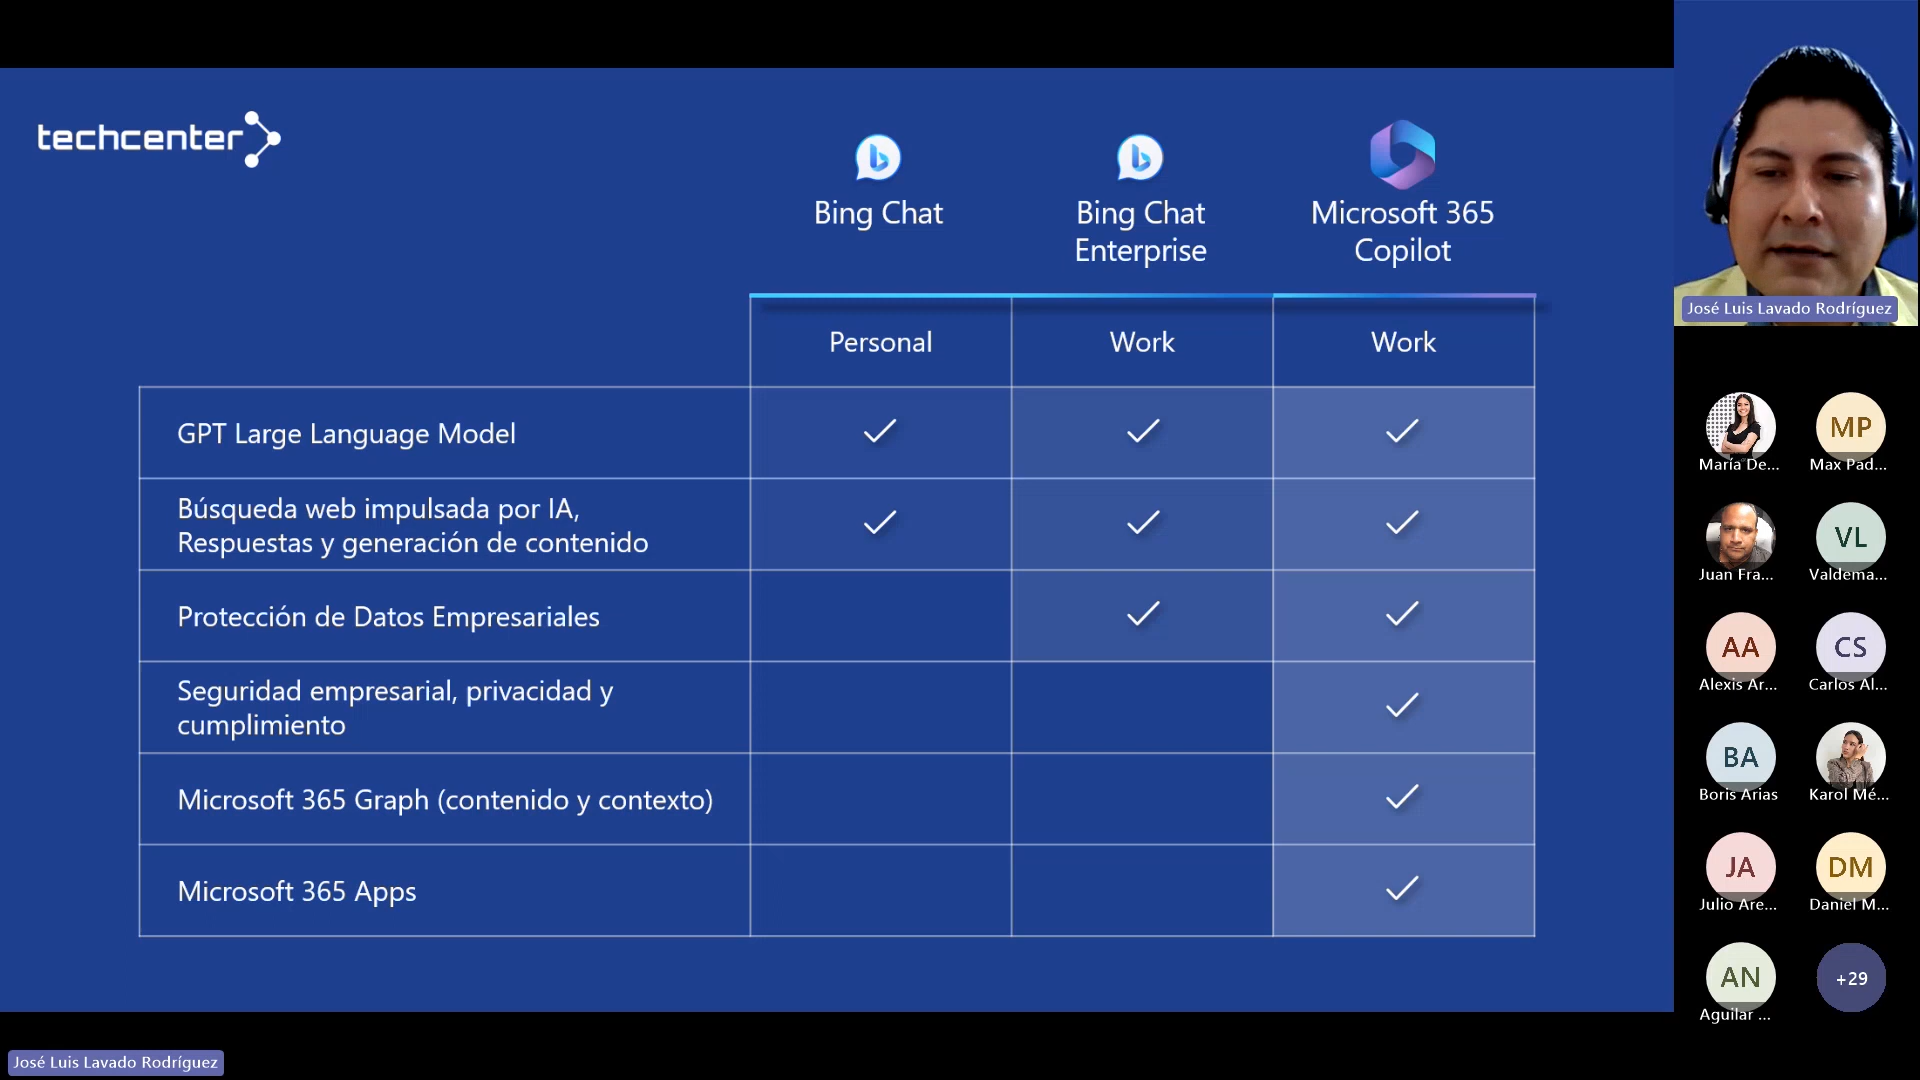 techcenter
Bing Chat
Bing Chat
Enterprise
Microsoft 365
Copilot
Personal
Work
Work
GPT Large Language Model
Búsqueda web impulsada por IA,
Respuestas y generación de contenido
Protección de Datos Empresariales
Seguridad empresarial, privacidad y
cumplimiento
Microsoft 365 Graph (contenido y contexto)
Microsoft 365 Apps
José Luis Lavado Rodríguez
María De...
MP
Max Pad...
Juan Fra...
VL
Valdema...
AA
Alexis Ar...
CS
Carlos Al...
BA
Boris Arias
Karol Mé...
JA
Julio Are...
DM
Daniel M...
AN
Aguilar ...
+29
José Luis Lavado Rodríguez